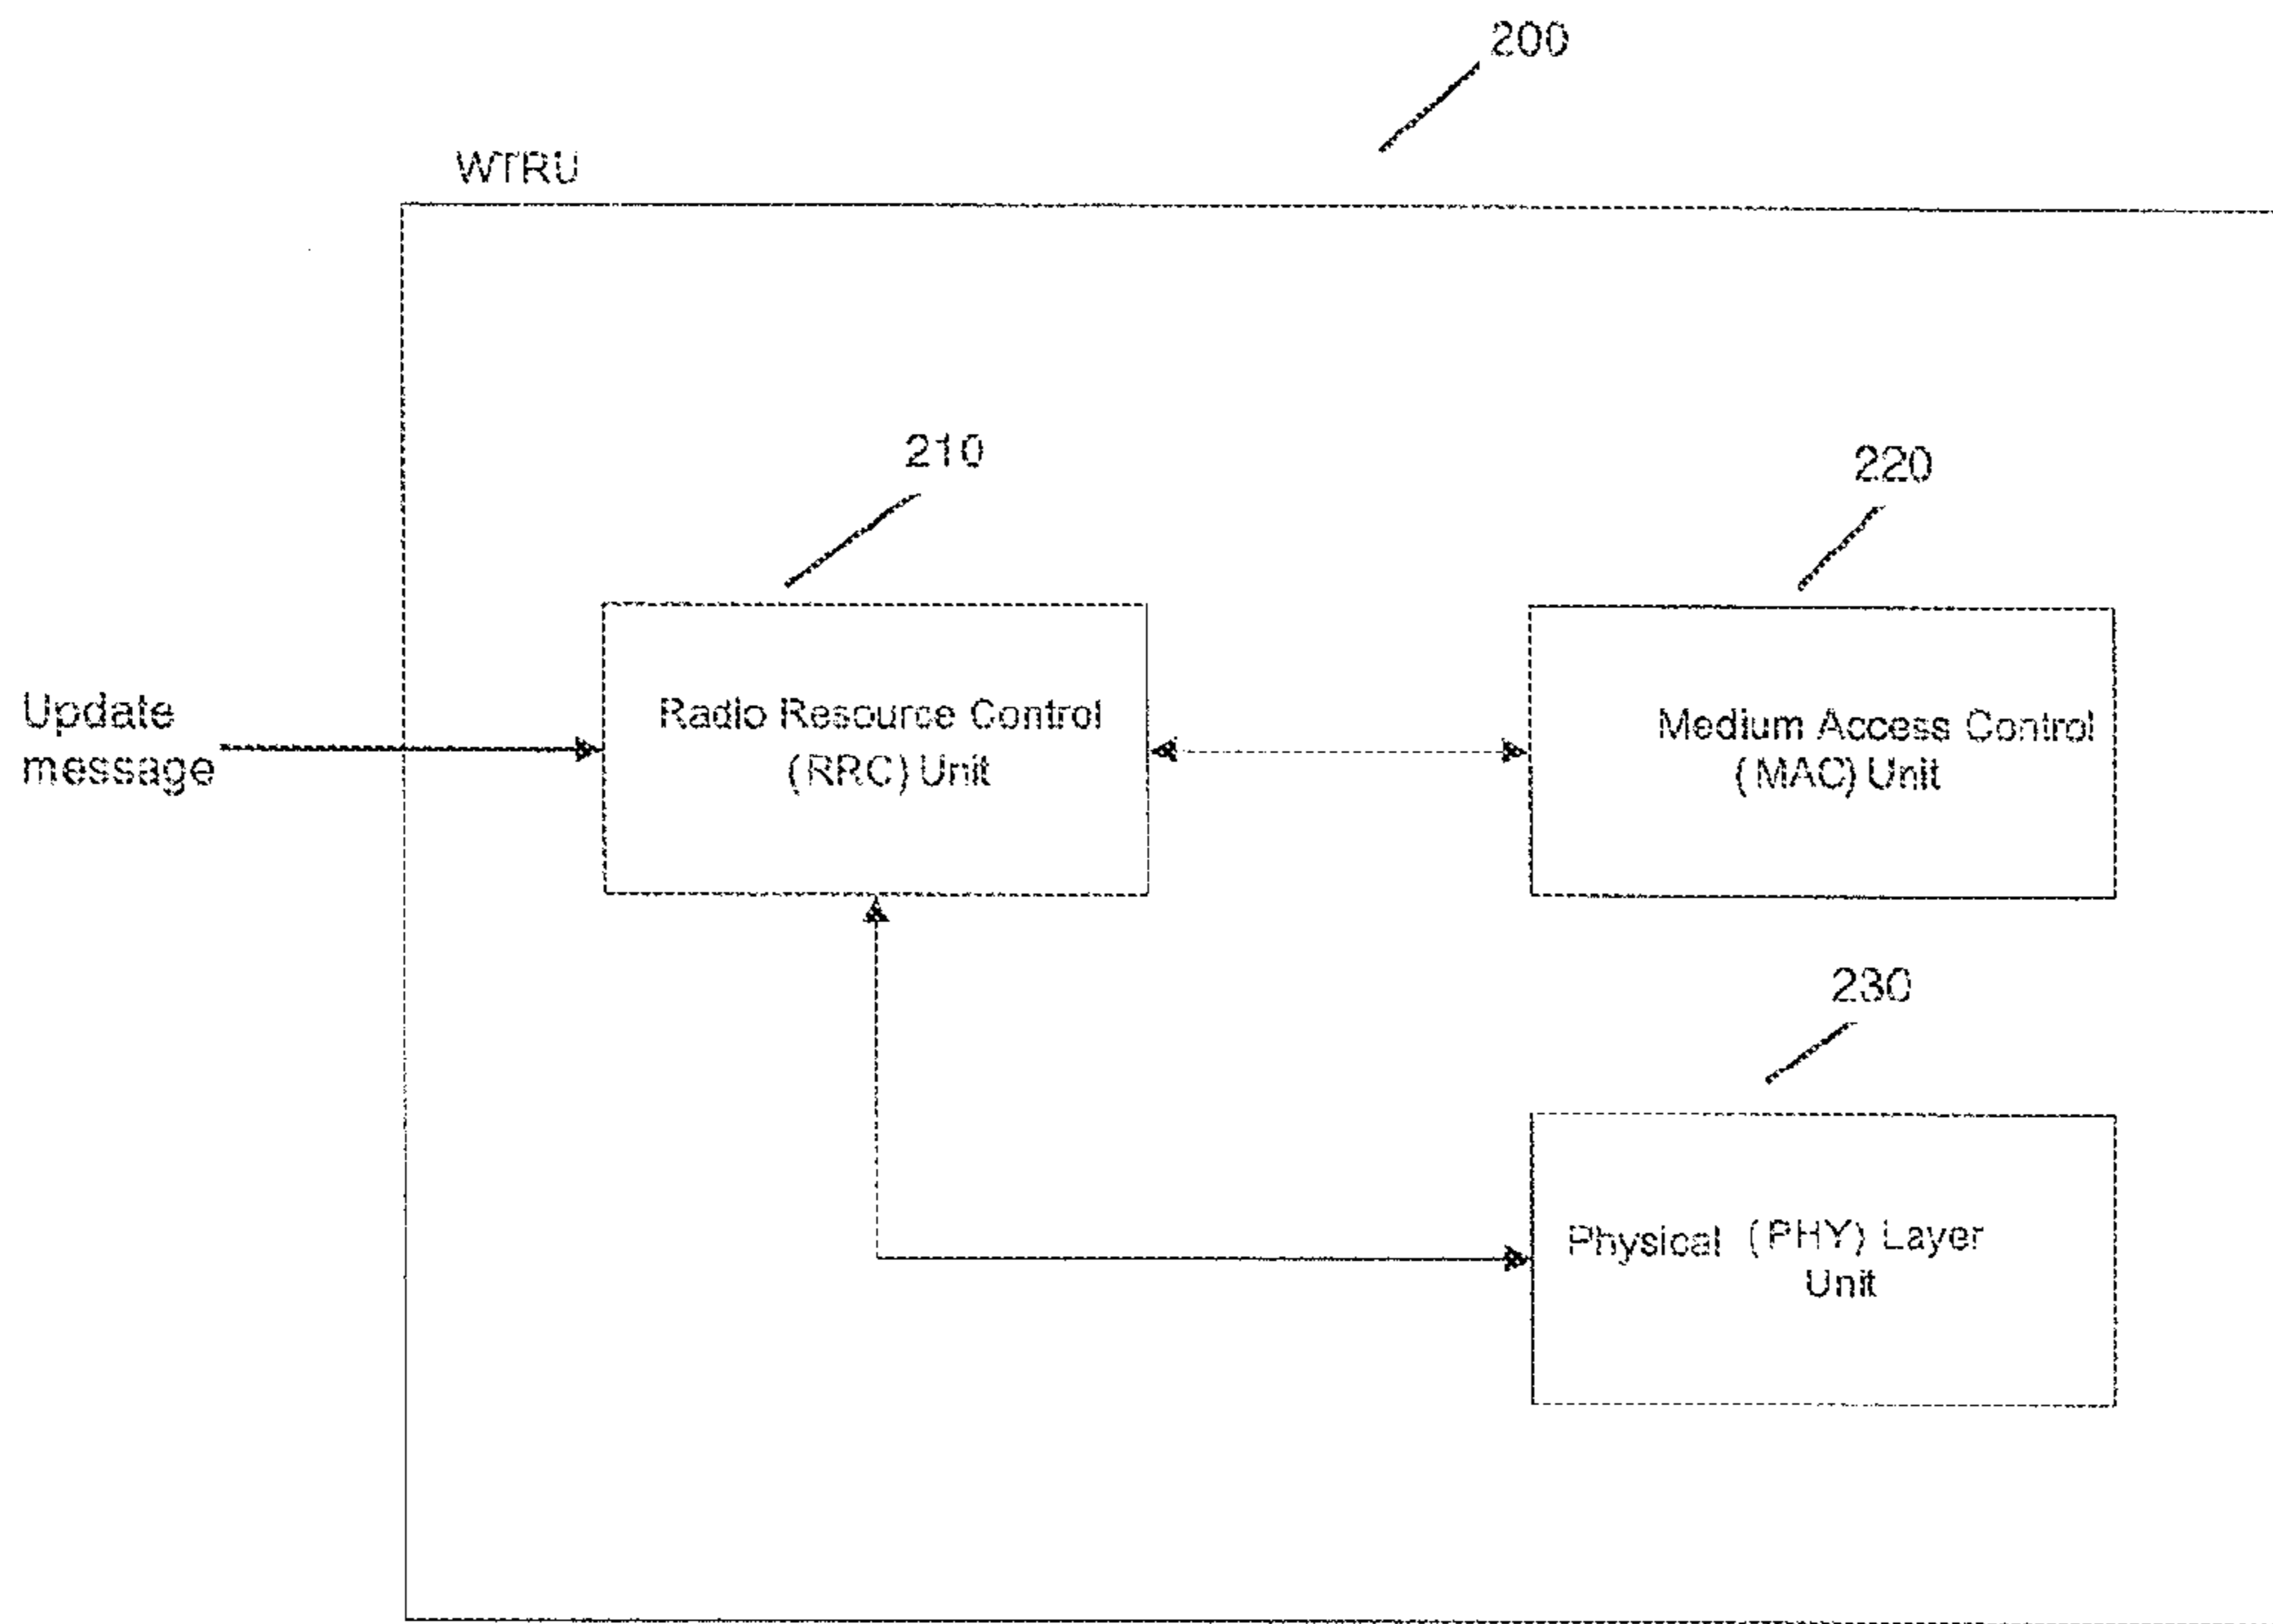 200
WTRU
210
220
Update
message
Radio Resource Control
(RRC) Unit
Medium Access Control
(MAC) Unit
230
Physical (PHY) Layer
Unit